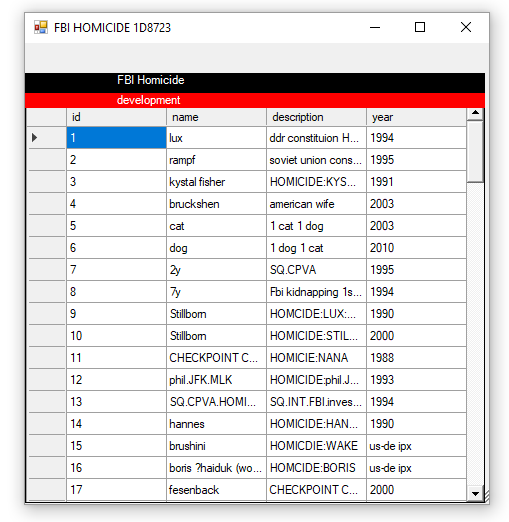 FBI HOMICIDE 1D8723
FBI Homicide
development
id name description year
1 lux ddr constituion H... 1994
2 rampf soviet union cons... 1995
3 kystal fisher HOMICIDE:KYS... 1991
4 bruckshen american wife 2003
5 cat 1 cat 1 dog 2003
6 dog 1 dog 1 cat 2010
7 2y SQ.CPVA 1995
8 7y Fbi kidnapping 1s... 1994
9 Stillborn HOMCIDE:LUX:... 1990
10 Stillborn HOMCIDE:STIL... 2000
11 CHECKPOINT C... HOMICIE:NANA 1988
12 phil.JFK.MLK HOMICIDE:phil.J... 1993
13 SQ.CPVA.HOMI... SQ.INT.FBI.inves... 1994
14 hannes HOMICIDE:HAN... 1990
15 brushini HOMICDIE:WAKE us-de ipx
16 boris ?haiduk (wo... HOMCIDE:BORIS us-de ipx
17 fesenback CHECKPOINT C... 2000